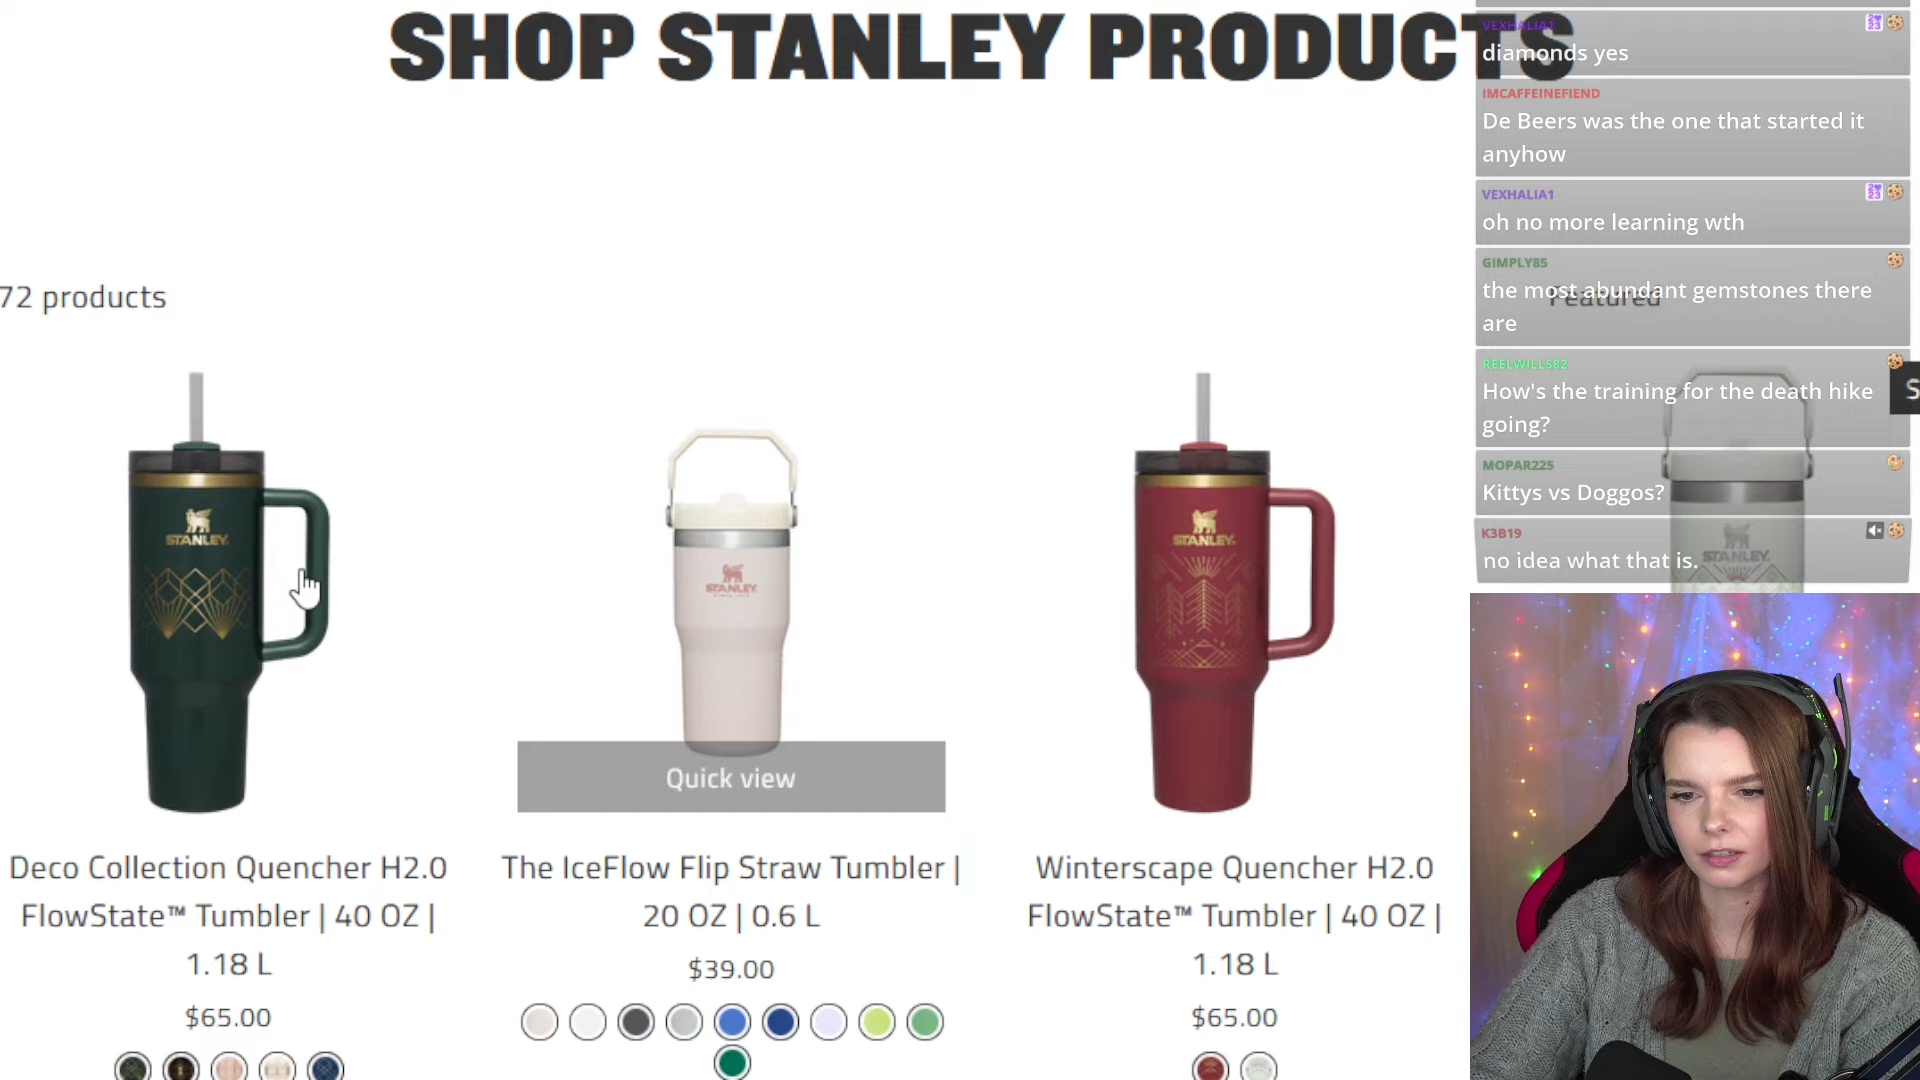 SHOP STANLEY PRODUCTS
72 products
Featured
STANLEY
STANLEY
Quick view
STANLEY
STANLEY
Deco Collection Quencher H2.0
FlowState™ Tumbler | 40 OZ |
1.18 L
$65.00
The IceFlow Flip Straw Tumbler |
20 OZ | 0.6 L
$39.00
Winterscape Quencher H2.0
FlowState™ Tumbler | 40 OZ |
1.18 L
$65.00
S
VEXHALIA1
diamonds yes
IMCAFFEINEFIEND
De Beers was the one that started it
anyhow
VEXHALIA1
oh no more learning wth
GIMPLY85
the most abundant gemstones there
are
REELWILLS82
How's the training for the death hike
going?
MOPAR225
Kittys vs Doggos?
K3B19
no idea what that is.